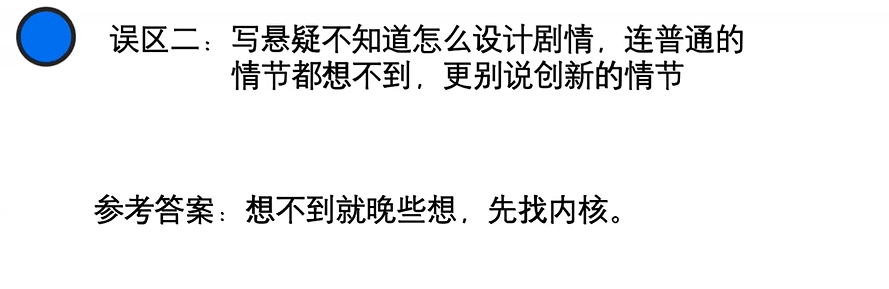 误区二：写悬疑不知道怎么设计剧情，连普通的
情节都想不到，更别说创新的情节
参考答案：想不到就晚些想，先找内核。